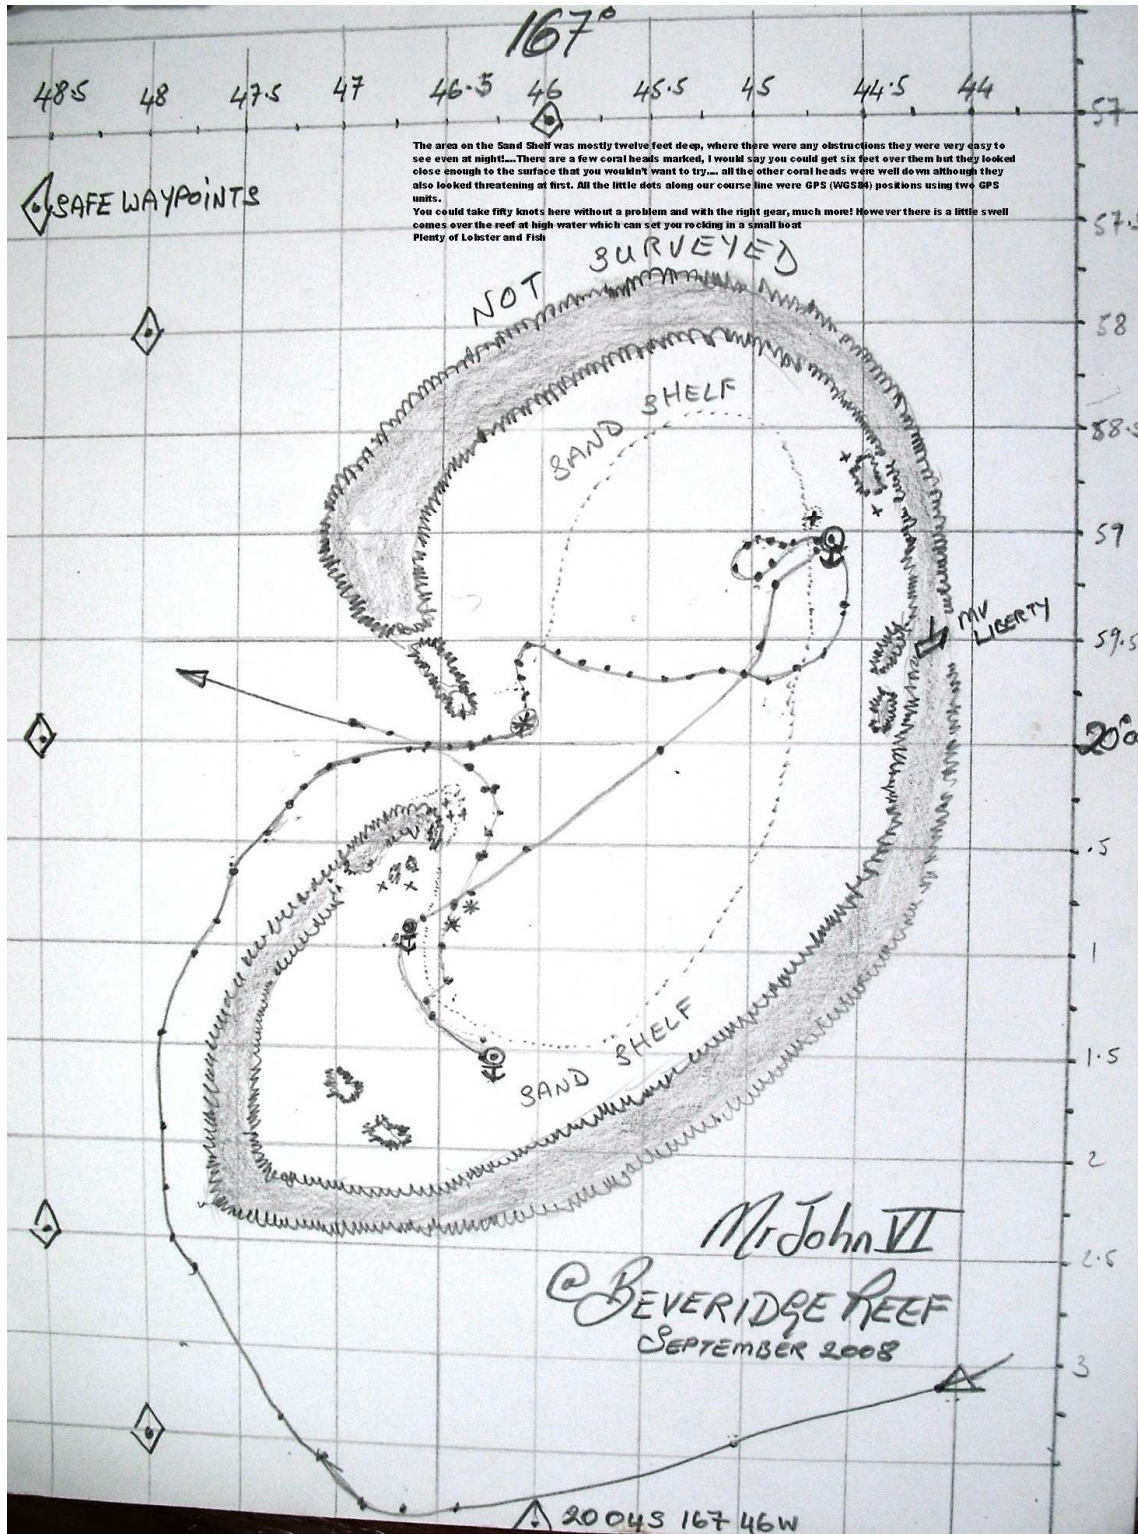 167°
48.5 48 47.5 47 46.5 46 45.5 45 44.5 44
57
The area on the Sand Shelf was mostly twelve feet deep, where there were any obstructions they were very easy to
see even at night!....There are a few coral heads marked, I would say you could get six feet over them but they looked
close enough to the surface that you wouldn't want to try.... all the other coral heads were well down although they
also looked threatening at first. All the little dots along our course line were GPS (WGS84) positions using two GPS
units.
You could take fifty knots here without a problem and with the right gear, much more! However there is a little swell
comes over the reef at high water which can set you rocking in a small boat
Plenty of Lobster and Fish
SAFE WAYPOINTS
57.5
NOT SURVEYED
58
SAND SHELF
58.5
59
MV
LIBERTY
59.5
20°
.5
1
SAND SHELF
1.5
2
Mr John VI
2.5
@ BEVERIDGE REEF
SEPTEMBER 2008
3
20 04S 167 46W